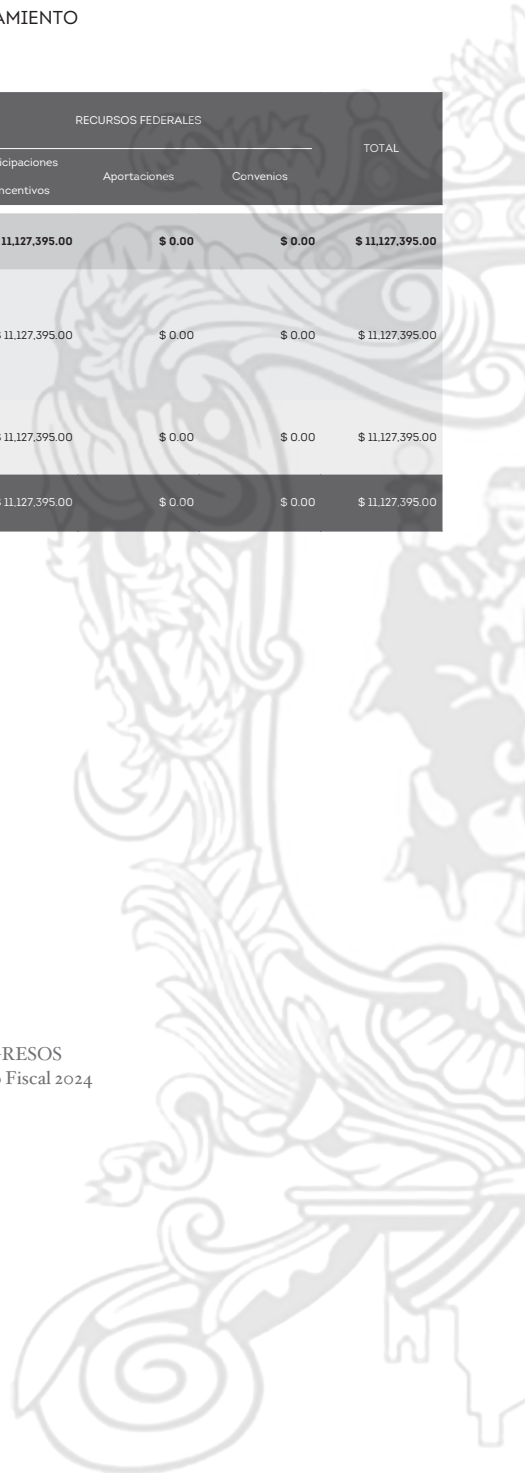 AMIENTO
RECURSOS FEDERALES
TOTAL
icipaciones
ncentivos
Aportaciones
Convenios
11,127,395.00 $ 0.00 $ 0.00 $ 11,127,395.00
$ 11,127,395.00 $ 0.00 $ 0.00 $ 11,127,395.00
$ 11,127,395.00 $ 0.00 $ 0.00 $ 11,127,395.00
$ 11,127,395.00 $ 0.00 $ 0.00 $ 11,127,395.00
RESOS
Fiscal 2024